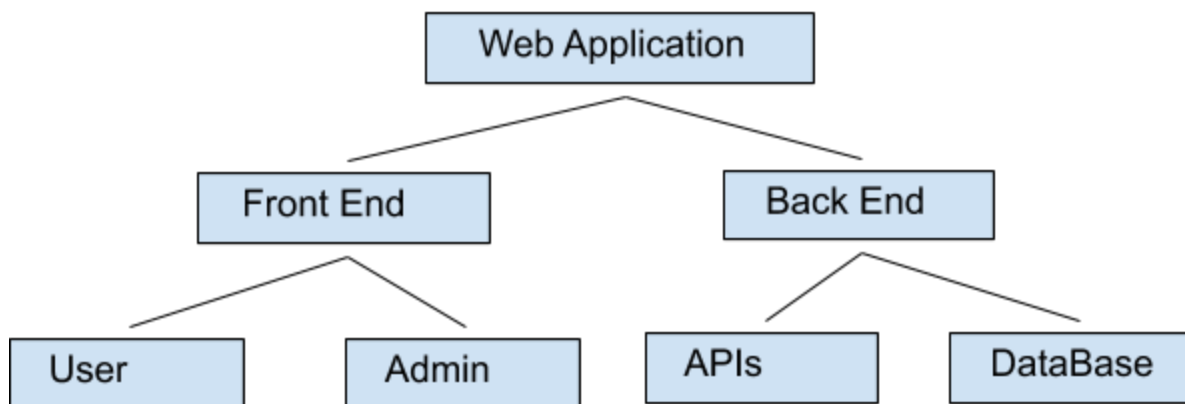 Web Application
Front End
Back End
User
Admin
APIs
DataBase